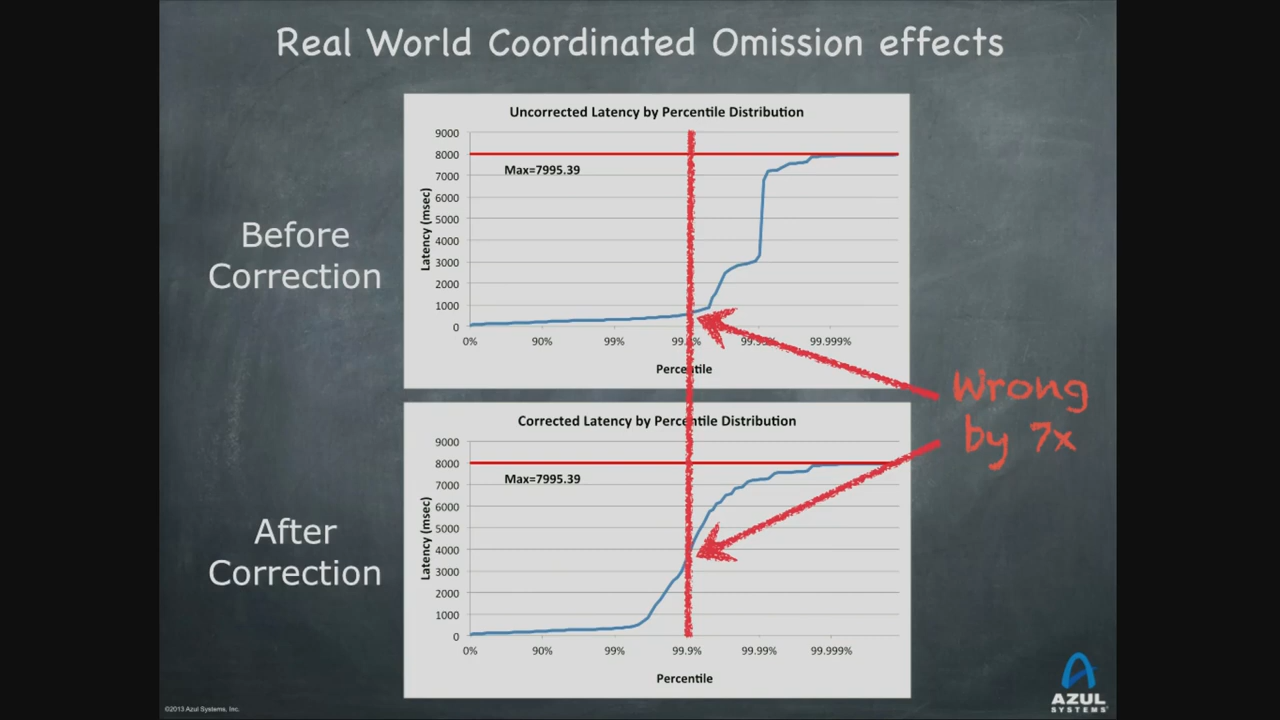 Real World Coordinated Omission effects
Before
Correction
Uncorrected Latency by Percentile Distribution
Latency (msec)
9000
8000
7000
6000
5000
4000
3000
2000
1000
0
Max=7995.39
0% 90% 99% 99.999%
Percentile
Wrong
by 7x
After
Correction
Corrected Latency by Percentile Distribution
Latency (msec)
9000
8000
7000
6000
5000
4000
3000
2000
1000
0
Max=7995.39
0% 90% 99% 99.9% 99.99% 99.999%
Percentile
©2013 Azul Systems, Inc.
AZUL
SYSTEMS